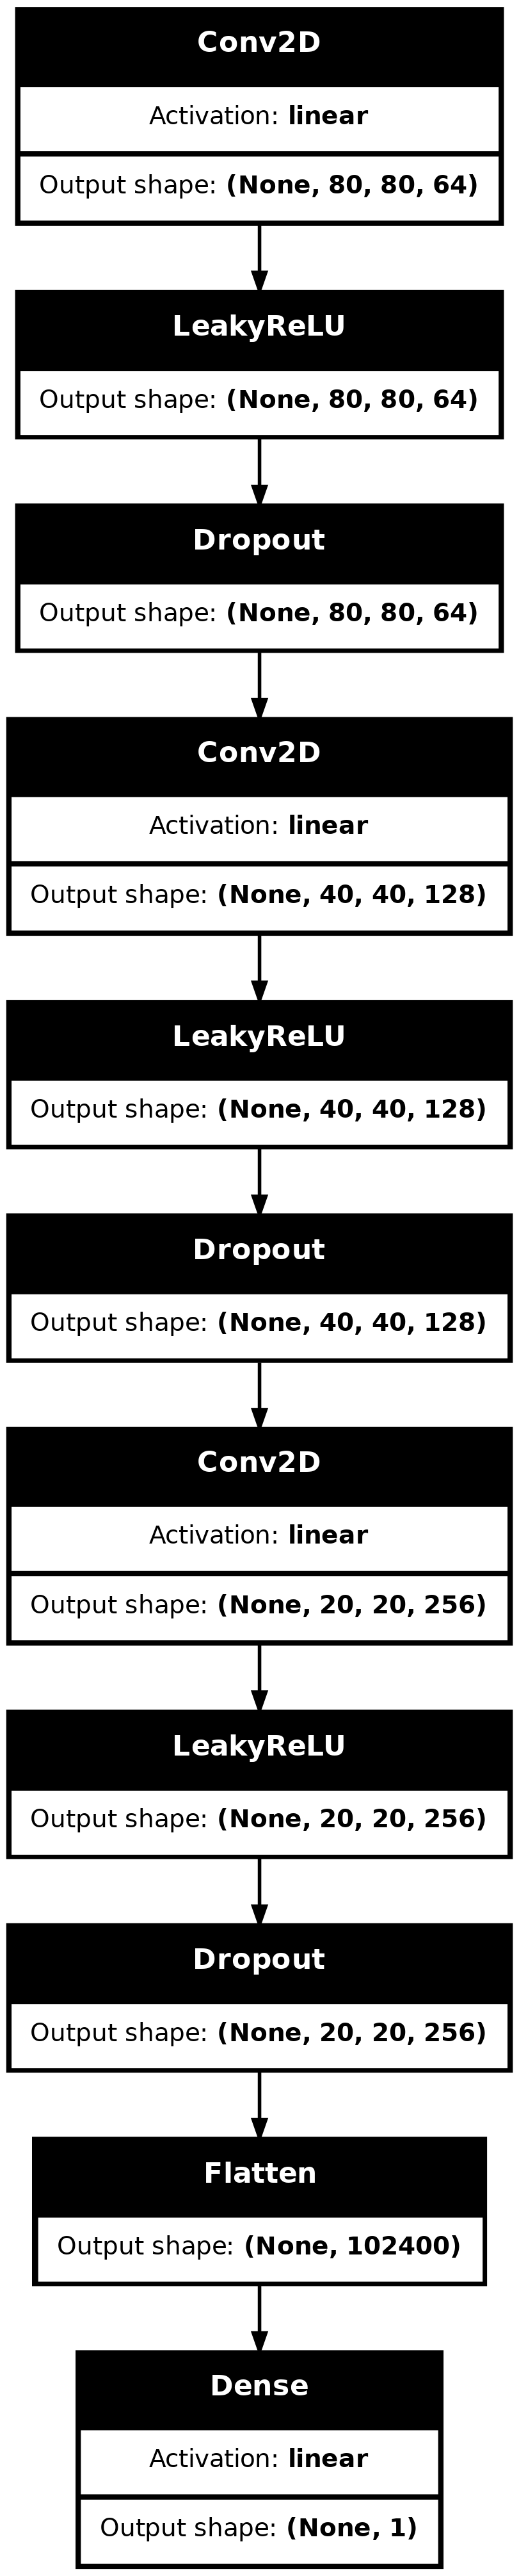 Conv2D
Activation: linear
Output shape: (None, 80, 80, 64)
LeakyReLU
Output shape: (None, 80, 80, 64)
Dropout
Output shape: (None, 80, 80, 64)
Conv2D
Activation: linear
Output shape: (None, 40, 40, 128)
LeakyReLU
Output shape: (None, 40, 40, 128)
Dropout
Output shape: (None, 40, 40, 128)
Conv2D
Activation: linear
Output shape: (None, 20, 20, 256)
LeakyReLU
Output shape: (None, 20, 20, 256)
Dropout
Output shape: (None, 20, 20, 256)
Flatten
Output shape: (None, 102400)
Dense
Activation: linear
Output shape: (None, 1)